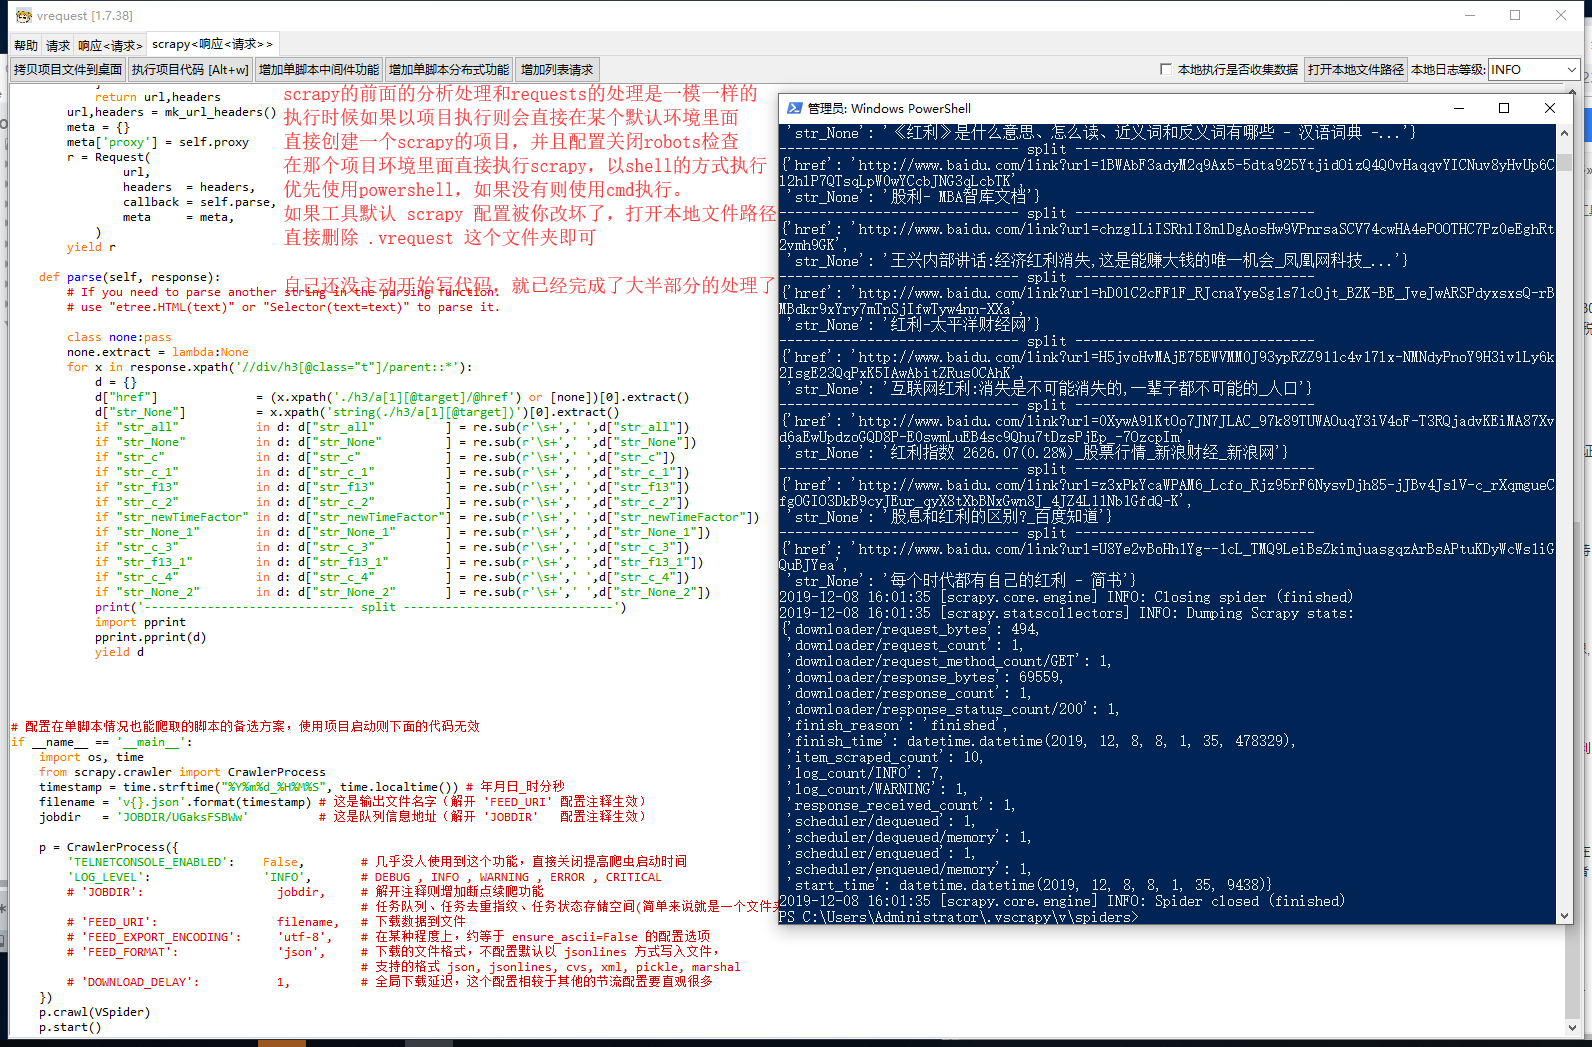 vrequest [1.7.38]
帮助 请求 响应<请求> scrapy<响应<请求>>
拷贝项目文件到桌面 执行项目代码 [Alt+w] 增加单脚本中间件功能 增加单脚本分布式功能 增加列表请求 本地执行是否收集数据 打开本地文件路径 本地日志等级: INFO
return url,headers
url,headers = mk_url_headers()
meta = {}
meta['proxy'] = self.proxy
r = Request(
url,
headers  = headers,
callback = self.parse,
meta     = meta,
)
yield r
scrapy的前面的分析处理和requests的处理是一模一样的
执行时候如果以项目执行则会直接在某个默认环境里面
直接创建一个scrapy的项目，并且配置关闭robots检查
在那个项目环境里面直接执行scrapy，以shell的方式执行
优先使用powershell，如果没有则使用cmd执行。
如果工具默认 scrapy 配置被你改坏了，打开本地文件路径
直接删除 .vrequest 这个文件夹即可
自己还没主动开始写代码，就已经完成了大半部分的处理了
def parse(self, response):
# If you need to parse another string in the parsing function.
# use "etree.HTML(text)" or "Selector(text=text)" to parse it.
class none:pass
none.extract = lambda:None
for x in response.xpath('//div/h3[@class="t"]/parent::*'):
d = {}
d["href"]              = (x.xpath('./h3/a[1][@target]/@href') or [none])[0].extract()
d["str_None"]          = x.xpath('string(./h3/a[1][@target])')[0].extract()
if "str_all"           in d: d["str_all"          ] = re.sub(r'\s+',' ',d["str_all"])
if "str_None"          in d: d["str_None"         ] = re.sub(r'\s+',' ',d["str_None"])
if "str_c"             in d: d["str_c"            ] = re.sub(r'\s+',' ',d["str_c"])
if "str_c_1"           in d: d["str_c_1"          ] = re.sub(r'\s+',' ',d["str_c_1"])
if "str_f13"           in d: d["str_f13"          ] = re.sub(r'\s+',' ',d["str_f13"])
if "str_c_2"           in d: d["str_c_2"          ] = re.sub(r'\s+',' ',d["str_c_2"])
if "str_newTimeFactor" in d: d["str_newTimeFactor"] = re.sub(r'\s+',' ',d["str_newTimeFactor"])
if "str_None_1"        in d: d["str_None_1"       ] = re.sub(r'\s+',' ',d["str_None_1"])
if "str_c_3"           in d: d["str_c_3"          ] = re.sub(r'\s+',' ',d["str_c_3"])
if "str_f13_1"         in d: d["str_f13_1"        ] = re.sub(r'\s+',' ',d["str_f13_1"])
if "str_c_4"           in d: d["str_c_4"          ] = re.sub(r'\s+',' ',d["str_c_4"])
if "str_None_2"        in d: d["str_None_2"       ] = re.sub(r'\s+',' ',d["str_None_2"])
print('------------------------------ split ------------------------------')
import pprint
pprint.pprint(d)
yield d
# 配置在单脚本情况也能爬取的脚本的备选方案，使用项目启动则下面的代码无效
if __name__ == '__main__':
import os, time
from scrapy.crawler import CrawlerProcess
timestamp = time.strftime("%Y%m%d_%H%M%S", time.localtime()) # 年月日_时分秒
filename = 'v{}.json'.format(timestamp) # 这是输出文件名字（解开 'FEED_URI' 配置注释生效）
jobdir   = 'JOBDIR/UGaksFSBWw'          # 这是队列信息地址（解开 'JOBDIR'   配置注释生效）
p = CrawlerProcess({
'TELNETCONSOLE_ENABLED':    False,        # 几乎没人使用到这个功能，直接关闭提高爬虫启动时间
'LOG_LEVEL':                'INFO',       # DEBUG , INFO , WARNING , ERROR , CRITICAL
# 'JOBDIR':                   jobdir,     # 解开注释则增加断点续爬功能
# 任务队列、任务去重指纹、任务状态存储空间(简单来说就是一个文件夹
# 'FEED_URI':                 filename,   # 下载数据到文件
# 'FEED_EXPORT_ENCODING':     'utf-8',    # 在某种程度上，约等于 ensure_ascii=False 的配置选项
# 'FEED_FORMAT':              'json',     # 下载的文件格式，不配置默认以 jsonlines 方式写入文件，
# 支持的格式 json, jsonlines, cvs, xml, pickle, marshal
# 'DOWNLOAD_DELAY':           1,          # 全局下载延迟，这个配置相较于其他的节流配置要直观很多
})
p.crawl(VSpider)
p.start()
管理员: Windows PowerShell
'str_None': '《红利》是什么意思、怎么读、近义词和反义词有哪些 - 汉语词典 -...'}
------------------------------ split ------------------------------
{'href': 'http://www.baidu.com/link?url=1BWAbF3adyM2q9Ax5-5dta925YtjidOizQ4Q0vHaqqvYICNuv8yHvUp6C
12h1P7QTsqLpW0wYCcbJNG3qLcbTK',
'str_None': '股利- MBA智库文档'}
------------------------------ split ------------------------------
{'href': 'http://www.baidu.com/link?url=chzg1LiISRh1I8m1DgAosHw9VPnrsaSCV74cwHA4ePOOTHC7Pz0eEghRt
2vmh9GK',
'str_None': '王兴内部讲话:经济红利消失,这是能赚大钱的唯一机会_凤凰网科技_...'}
------------------------------ split ------------------------------
{'href': 'http://www.baidu.com/link?url=hD01C2cFF1F_RJcnaYyeSg1s71cOjt_BZK-BE_JveJwARSPdyxsxsQ-rB
MBdkr9xYry7mTnSjIfwTyw4nn-XXa',
'str_None': '红利-太平洋财经网'}
------------------------------ split ------------------------------
{'href': 'http://www.baidu.com/link?url=H5jvoHvMAjE75EWVMM0J93ypRZZ911c4v171x-NMNdyPnoY9H3iv1Ly6k
2IsgE23QqPxK5IAwAbitZRus0CAhK',
'str_None': '互联网红利:消失是不可能消失的,一辈子都不可能的_人口'}
------------------------------ split ------------------------------
{'href': 'http://www.baidu.com/link?url=0XywA91KtOo7JN7JLAC_97k89TUWAOuqY3iV4oF-T3RQjadvKEiMA87Xv
d6aEwUpdzoGQD8P-E0swmLuEB4sc9Qhu7tDzsPjEp_-7OzcpIm',
'str_None': '红利指数 2626.07(0.28%)_股票行情_新浪财经_新浪网'}
------------------------------ split ------------------------------
{'href': 'http://www.baidu.com/link?url=z3xPkYcaWPAM6_Lcfo_Rjz95rF6NysvDjh85-jJBv4Js1V-c_rXqmgueC
fgOGIO3DkB9cyJEur_qyX8tXbBNxGwn8J_4JZ4L11Nb1GfdQ-K',
'str_None': '股息和红利的区别?_百度知道'}
------------------------------ split ------------------------------
{'href': 'http://www.baidu.com/link?url=U8Ye2vBoHh1Yg--1cL_TMQ9LeiBsZkimjuasgqzArBsAPtuKDyWcWs1iG
QuBJYea',
'str_None': '每个时代都有自己的红利 - 简书'}
2019-12-08 16:01:35 [scrapy.core.engine] INFO: Closing spider (finished)
2019-12-08 16:01:35 [scrapy.statscollectors] INFO: Dumping Scrapy stats:
{'downloader/request_bytes': 494,
'downloader/request_count': 1,
'downloader/request_method_count/GET': 1,
'downloader/response_bytes': 69559,
'downloader/response_count': 1,
'downloader/response_status_count/200': 1,
'finish_reason': 'finished',
'finish_time': datetime.datetime(2019, 12, 8, 8, 1, 35, 478329),
'item_scraped_count': 10,
'log_count/INFO': 7,
'log_count/WARNING': 1,
'response_received_count': 1,
'scheduler/dequeued': 1,
'scheduler/dequeued/memory': 1,
'scheduler/enqueued': 1,
'scheduler/enqueued/memory': 1,
'start_time': datetime.datetime(2019, 12, 8, 8, 1, 35, 9438)}
2019-12-08 16:01:35 [scrapy.core.engine] INFO: Spider closed (finished)
PS C:\Users\Administrator\.vscrapy\v\spiders>